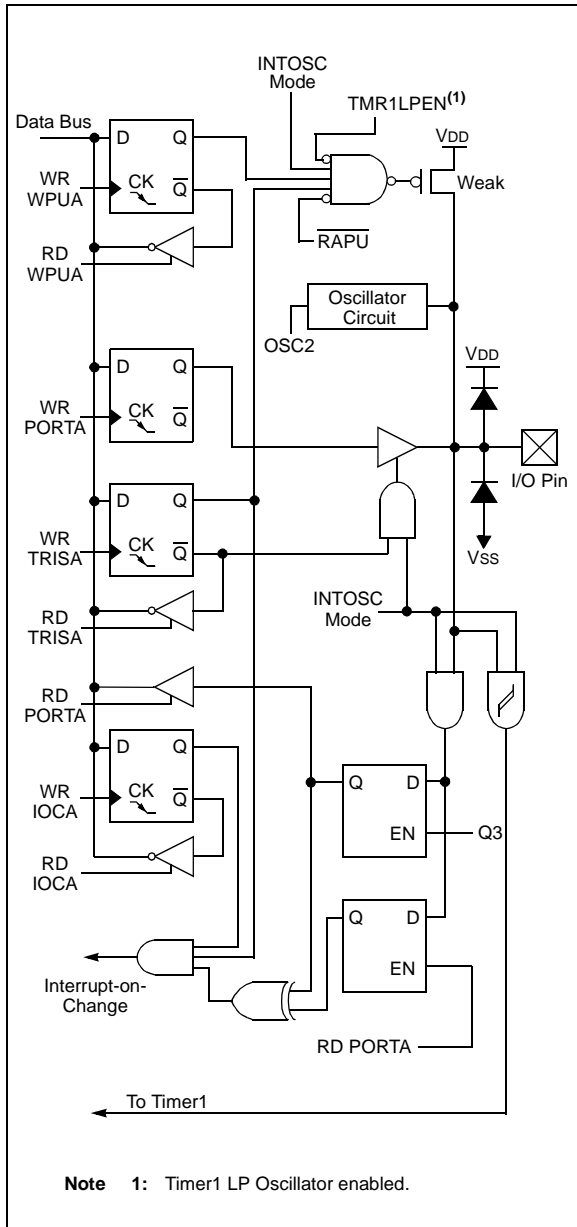 INTOSC
Mode
TMR1LPEN(1)
Data Bus
VDD
D Q
WR
WPUA
CK
Q̅
Weak
RD
WPUA
R̅A̅P̅U̅
Oscillator
Circuit
OSC2
VDD
D Q
WR
PORTA
CK
Q̅
I/O Pin
D Q
WR
TRISA
CK
Q̅
VSS
INTOSC
Mode
RD
TRISA
RD
PORTA
D Q
WR
IOCA
CK
Q̅
Q D
EN
Q3
RD
IOCA
Q D
EN
Interrupt-on-
Change
RD PORTA
To Timer1
Note 1: Timer1 LP Oscillator enabled.